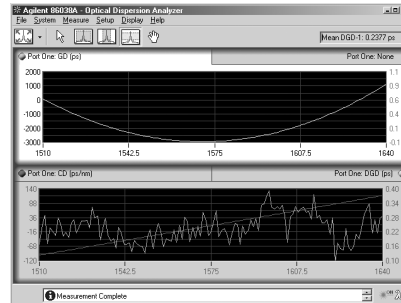 Agilent 86038A - Optical Dispersion Analyzer
File System Measure Setup Display Help
Mean DGD-1: 0.2377 ps
Port One: GD (ps) Port One: None
2000 1.1
1000 0.9
0 0.6
-1000 0.4
-2000 0.1
-3000 -0.1
1510 1542.5 1575 1607.5 1640
Port One: CD (ps/nm) Port One: DGD (ps)
140 0.40
88 0.34
36 0.28
-16 0.22
-68 0.16
-120 0.10
1510 1542.5 1575 1607.5 1640
Measurement Complete
ON